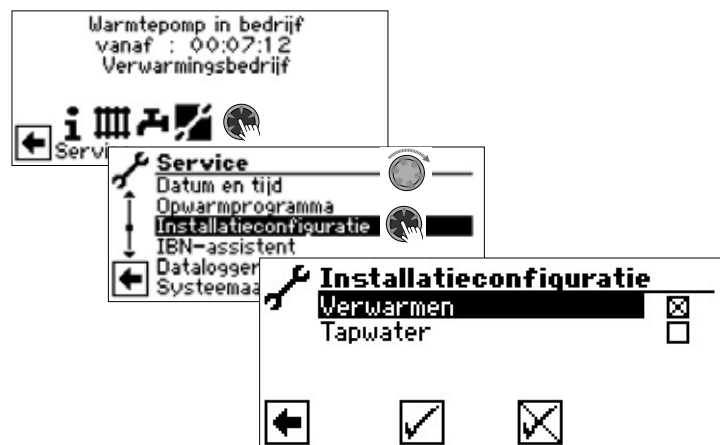 Warmtepomp in bedrijf
vanaf : 00:07:12
Verwarmingsbedrijf
Service
Datum en tijd
Opwarmprogramma
Installatieconfiguratie
IBN-assistent
Installatieconfiguratie
Verwarmen
Tapwater